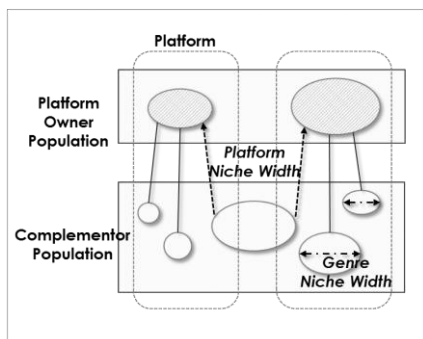 Platform
Platform
Owner
Population
Platform
Niche Width
Complementor
Population
Genre
Niche Width